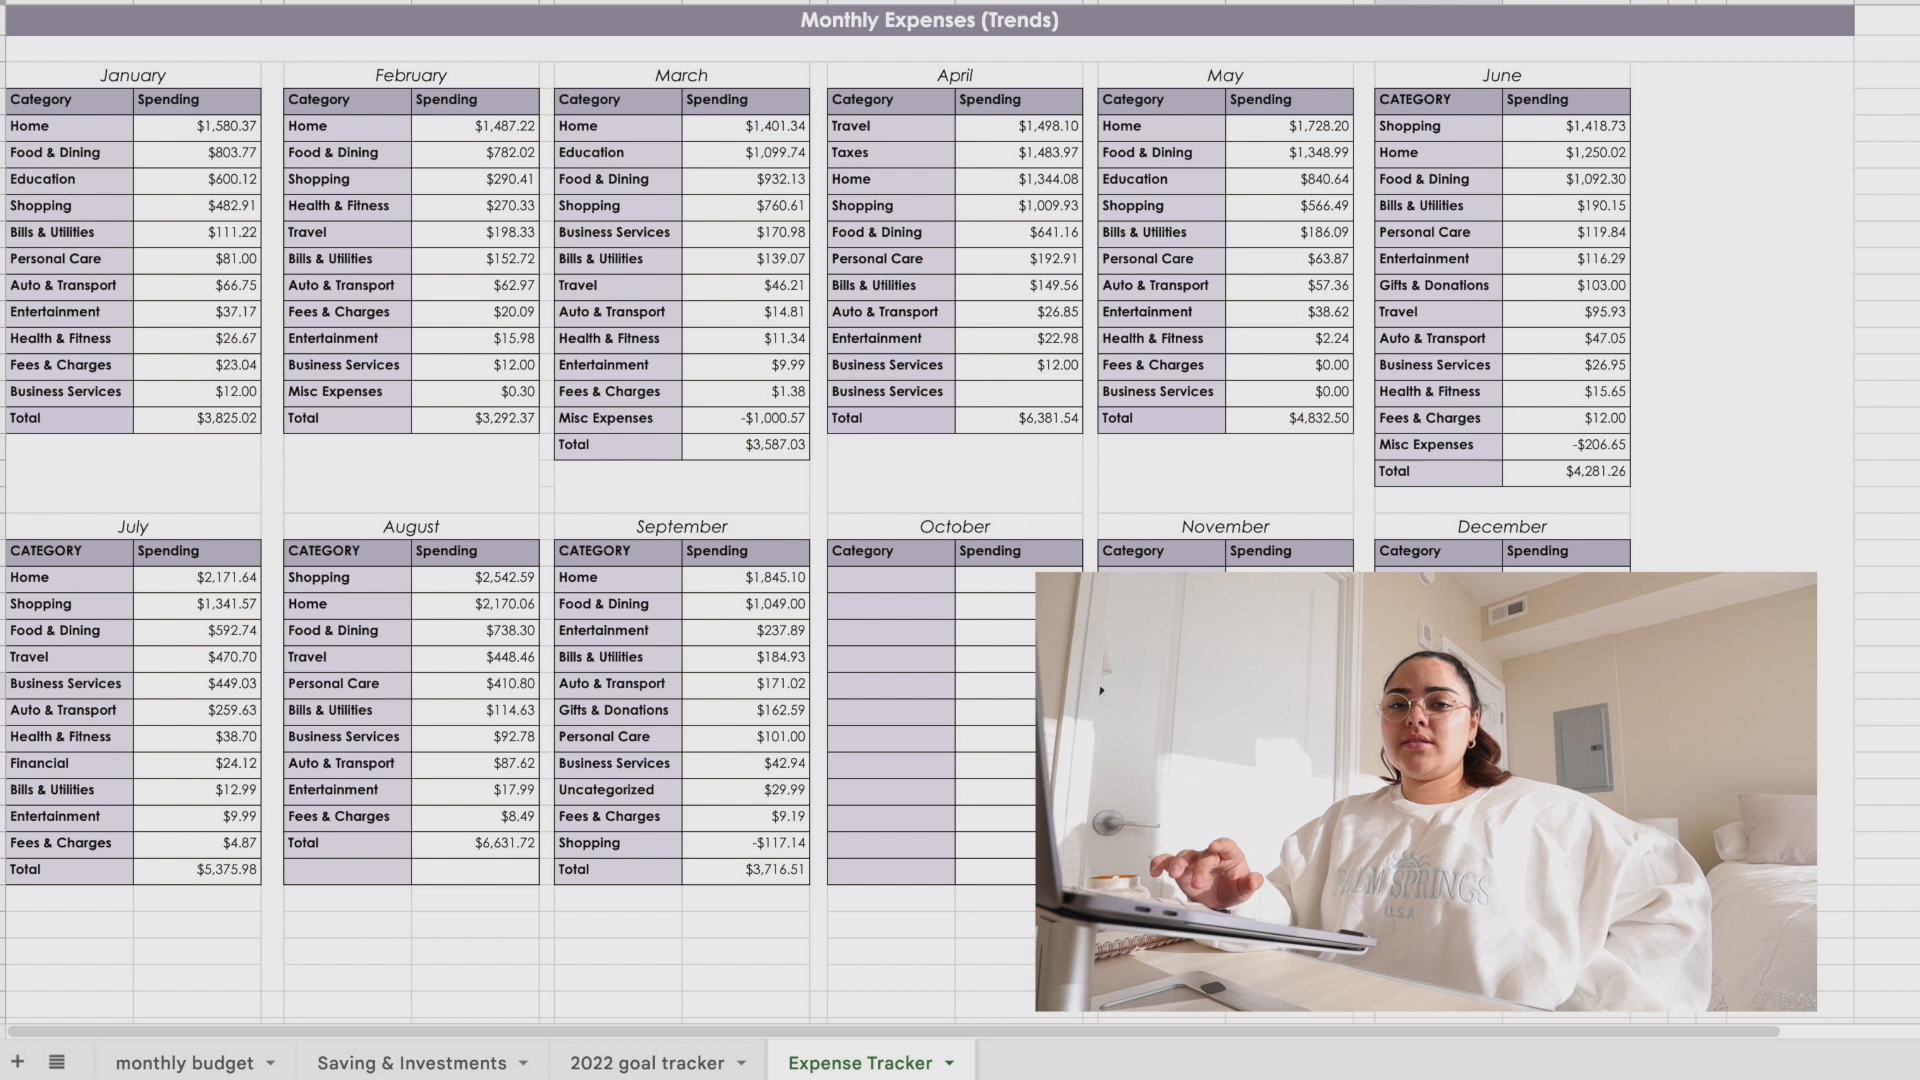 Monthly Expenses (Trends)
January February March April May June
Category Spending Category Spending Category Spending Category Spending Category Spending CATEGORY Spending
Home $1,580.37 Home $1,487.22 Home $1,401.34 Travel $1,498.10 Home $1,728.20 Shopping $1,418.73
Food & Dining $803.77 Food & Dining $782.02 Education $1,099.74 Taxes $1,483.97 Food & Dining $1,348.99 Home $1,250.02
Education $600.12 Shopping $290.41 Food & Dining $932.13 Home $1,344.08 Education $840.64 Food & Dining $1,092.30
Shopping $482.91 Health & Fitness $270.33 Shopping $760.61 Shopping $1,009.93 Shopping $566.49 Bills & Utilities $190.15
Bills & Utilities $111.22 Travel $198.33 Business Services $170.98 Food & Dining $641.16 Bills & Utilities $186.09 Personal Care $119.84
Personal Care $81.00 Bills & Utilities $152.72 Bills & Utilities $139.07 Personal Care $192.91 Personal Care $63.87 Entertainment $116.29
Auto & Transport $66.75 Auto & Transport $62.97 Travel $46.21 Bills & Utilities $149.56 Auto & Transport $57.36 Gifts & Donations $103.00
Entertainment $37.17 Fees & Charges $20.09 Auto & Transport $14.81 Auto & Transport $26.85 Entertainment $38.62 Travel $95.93
Health & Fitness $26.67 Entertainment $15.98 Health & Fitness $11.34 Entertainment $22.98 Health & Fitness $2.24 Auto & Transport $47.05
Fees & Charges $23.04 Business Services $12.00 Entertainment $9.99 Business Services $12.00 Fees & Charges $0.00 Business Services $26.95
Business Services $12.00 Misc Expenses $0.30 Fees & Charges $1.38 Business Services Business Services $0.00 Health & Fitness $15.65
Total $3,825.02 Total $3,292.37 Misc Expenses -$1,000.57 Total $6,381.54 Total $4,832.50 Fees & Charges $12.00
Total $3,587.03 Misc Expenses -$206.65
Total $4,281.26
July August September October November December
CATEGORY Spending CATEGORY Spending CATEGORY Spending Category Spending Category Spending Category Spending
Home $2,171.64 Shopping $2,542.59 Home $1,845.10
Shopping $1,341.57 Home $2,170.06 Food & Dining $1,049.00
Food & Dining $592.74 Food & Dining $738.30 Entertainment $237.89
Travel $470.70 Travel $448.46 Bills & Utilities $184.93
Business Services $449.03 Personal Care $410.80 Auto & Transport $171.02
Auto & Transport $259.63 Bills & Utilities $114.63 Gifts & Donations $162.59
Health & Fitness $38.70 Business Services $92.78 Personal Care $101.00
Financial $24.12 Auto & Transport $87.62 Business Services $42.94
Bills & Utilities $12.99 Entertainment $17.99 Uncategorized $29.99
Entertainment $9.99 Fees & Charges $8.49 Fees & Charges $9.19
Fees & Charges $4.87 Total $6,631.72 Shopping -$117.14
Total $5,375.98 Total $3,716.51
PALM SPRINGS
U.S.A
monthly budget Saving & Investments 2022 goal tracker Expense Tracker